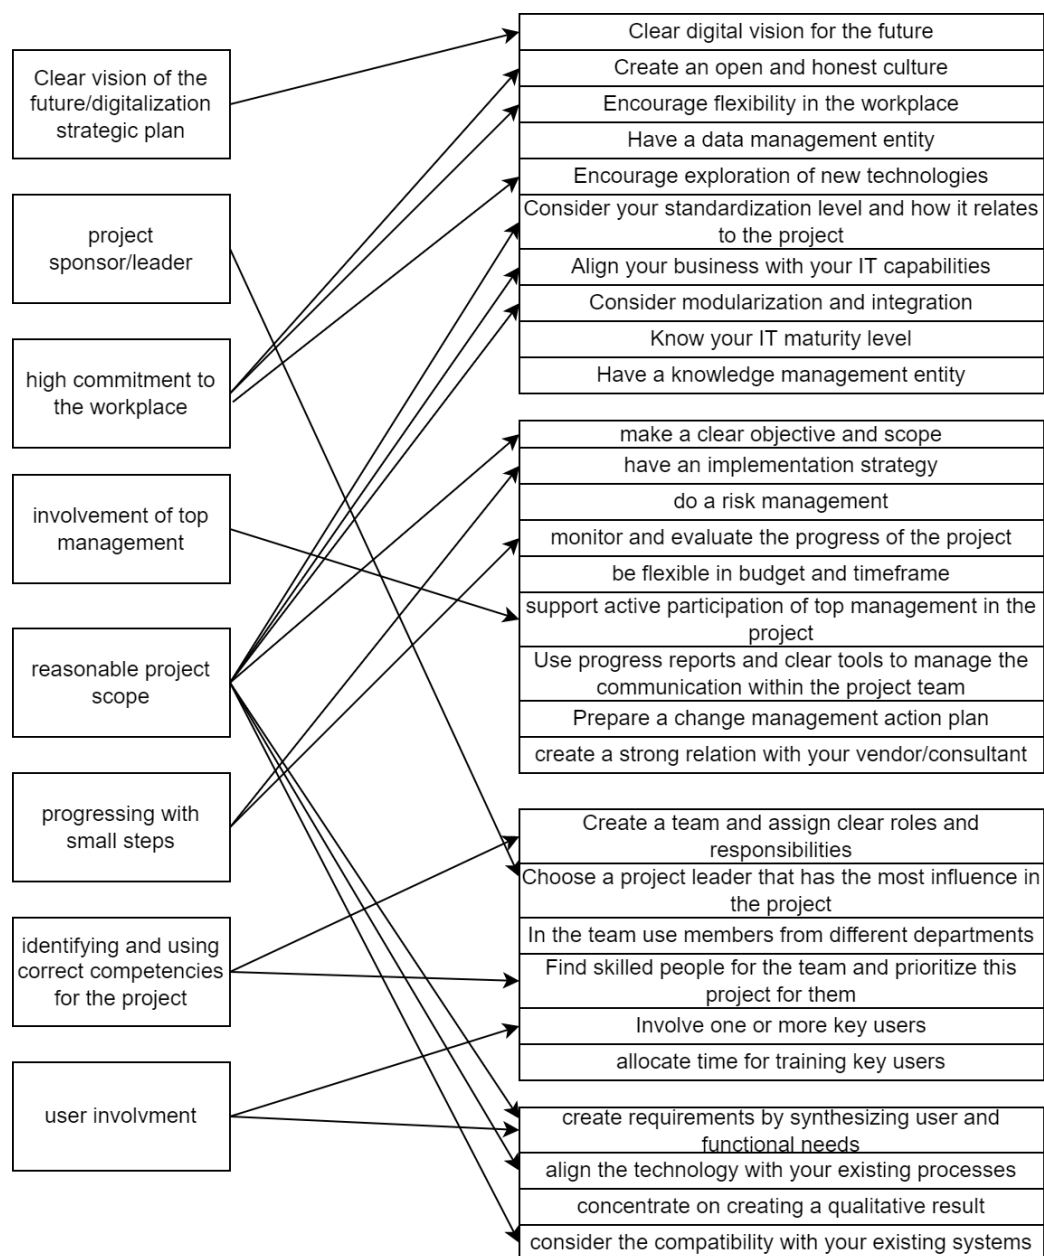 Clear vision of the
future/digitalization
strategic plan
project
sponsor/leader
high commitment to
the workplace
involvement of top
management
reasonable project
scope
progressing with
small steps
identifying and using
correct competencies
for the project
user involvment
Clear digital vision for the future
Create an open and honest culture
Encourage flexibility in the workplace
Have a data management entity
Encourage exploration of new technologies
Consider your standardization level and how it relates
to the project
Align your business with your IT capabilities
Consider modularization and integration
Know your IT maturity level
Have a knowledge management entity
make a clear objective and scope
have an implementation strategy
do a risk management
monitor and evaluate the progress of the project
be flexible in budget and timeframe
support active participation of top management in the
project
Use progress reports and clear tools to manage the
communication within the project team
Prepare a change management action plan
create a strong relation with your vendor/consultant
Create a team and assign clear roles and
responsibilities
Choose a project leader that has the most influence in
the project
In the team use members from different departments
Find skilled people for the team and prioritize this
project for them
Involve one or more key users
allocate time for training key users
create requirements by synthesizing user and
functional needs
align the technology with your existing processes
concentrate on creating a qualitative result
consider the compatibility with your existing systems